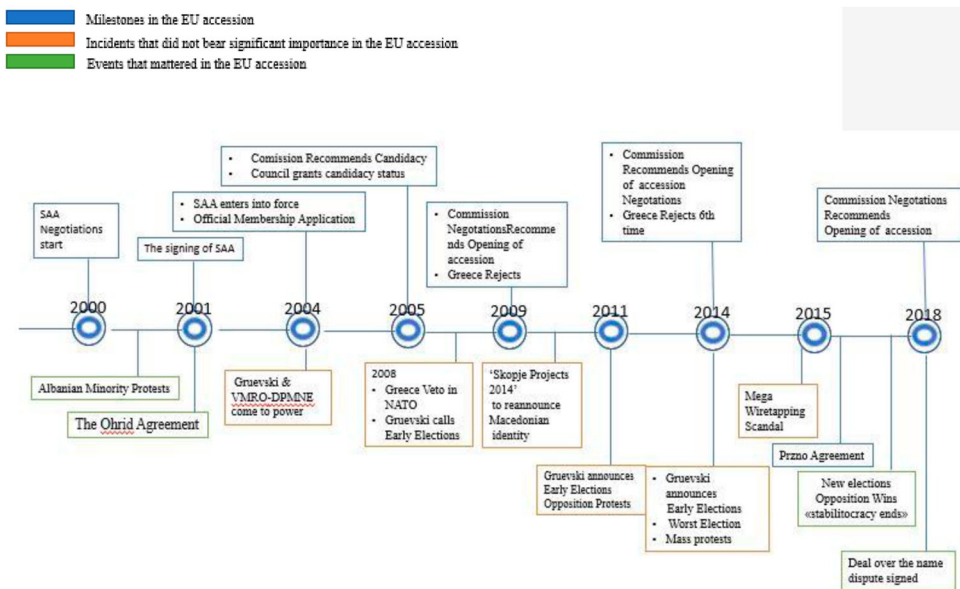 Milestones in the EU accession
Incidents that did not bear significant importance in the EU accession
Events that mattered in the EU accession
SAA
Negotiations
start
The signing of SAA
• SAA enters into force
• Official Membership Application
• Comission Recommends Candidacy
• Council grants candidacy status
• Commission
NegotationsRecomme
nds Opening of
accession
• Greece Rejects
• Commission
Recommends Opening
of accession
Negotations
• Greece Rejects 6th
time
Commission Negotations
Recommends
Opening of accession
2000
2001
2004
2005
2009
2011
2014
2015
2018
Albanian Minority Protests
The Ohrid Agreement
Gruevski &
VMRO-DPMNE
come to power
2008
• Greece Veto in
NATO
• Gruevski calls
Early Elections
'Skopje Projects
2014'
to reannounce
Macedonian
identity
Gruevski announces
Early Elections
Opposition Protests
• Gruevski
announces
Early Elections
• Worst Election
• Mass protests
Mega
Wiretapping
Scandal
Przno Agreement
New elections
Opposition Wins
«stabilitocracy ends»
Deal over the name
dispute signed